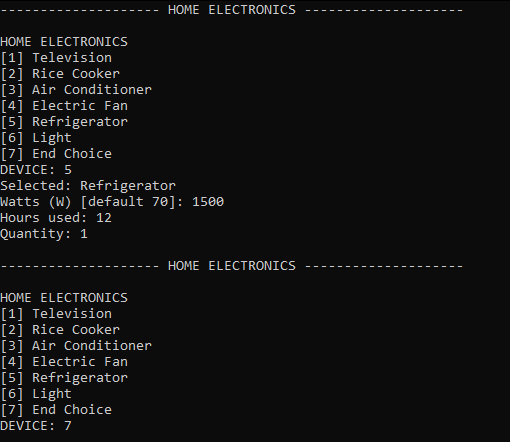 -------------------- HOME ELECTRONICS --------------------
HOME ELECTRONICS
[1] Television
[2] Rice Cooker
[3] Air Conditioner
[4] Electric Fan
[5] Refrigerator
[6] Light
[7] End Choice
DEVICE: 5
Selected: Refrigerator
Watts (W) [default 70]: 1500
Hours used: 12
Quantity: 1
-------------------- HOME ELECTRONICS --------------------
HOME ELECTRONICS
[1] Television
[2] Rice Cooker
[3] Air Conditioner
[4] Electric Fan
[5] Refrigerator
[6] Light
[7] End Choice
DEVICE: 7